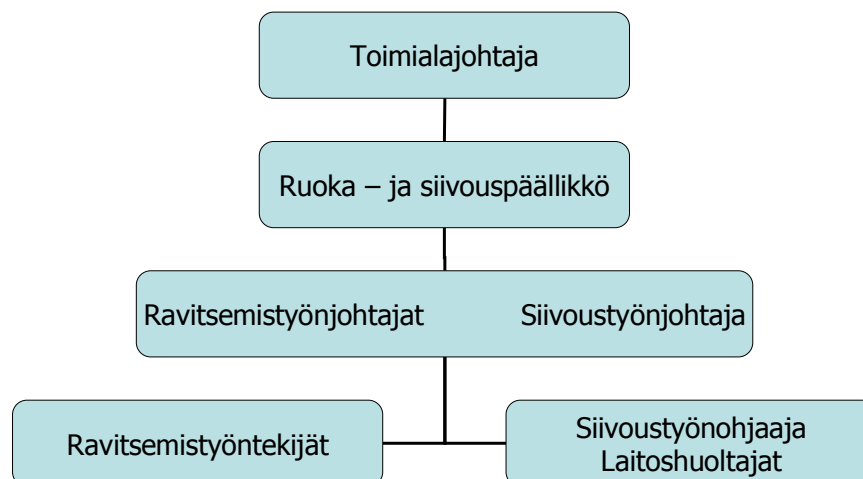 Toimialajohtaja
Ruoka – ja siivouspäällikkö
Ravitsemistyönjohtajat Siivoustyönjohtaja
Ravitsemistyöntekijät
Siivoustyönohjaaja
Laitoshuoltajat